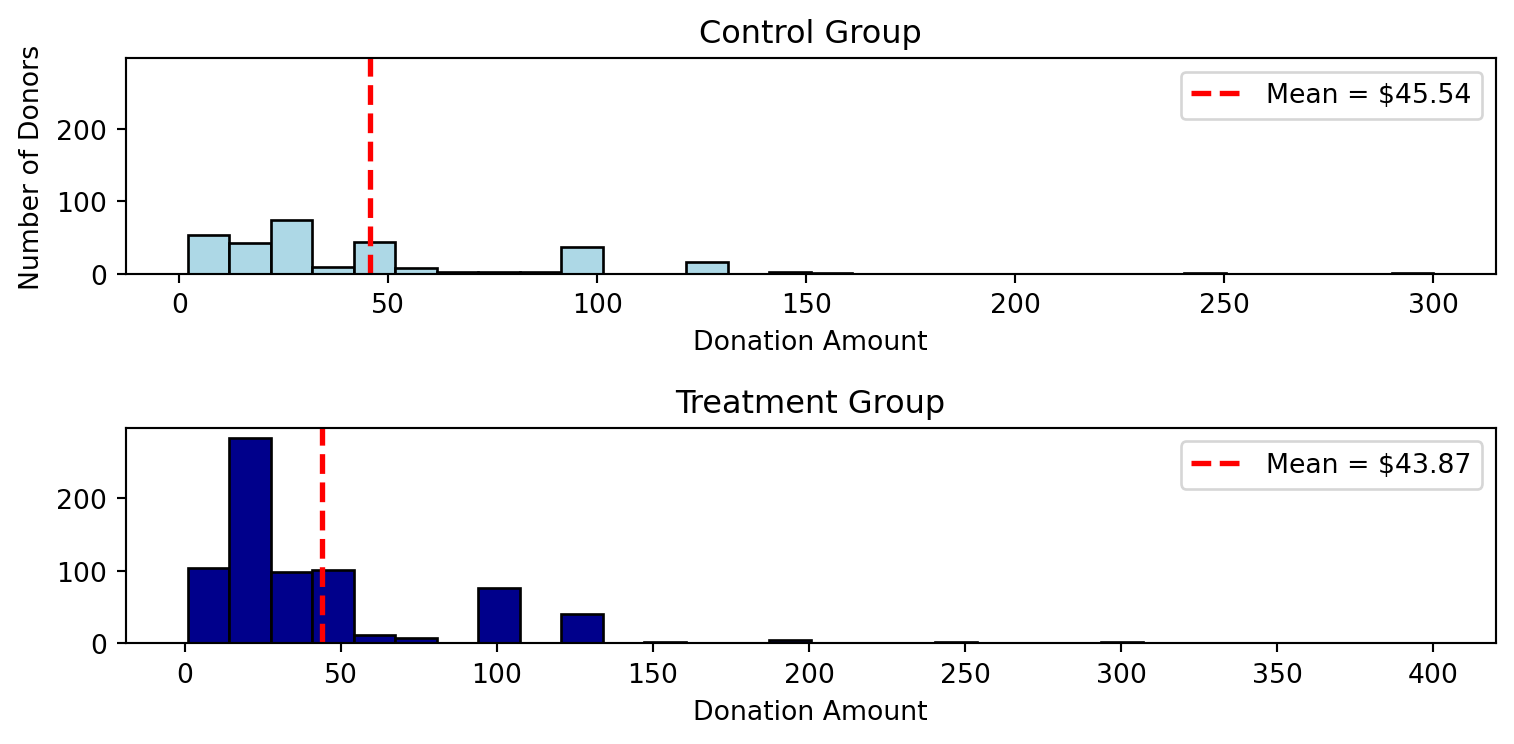 Control Group
Number of Donors
Mean = $45.54
200
100
0
0 50 100 150 200 250 300
Donation Amount
Treatment Group
Mean = $43.87
200
100
0
0 50 100 150 200 250 300 350 400
Donation Amount